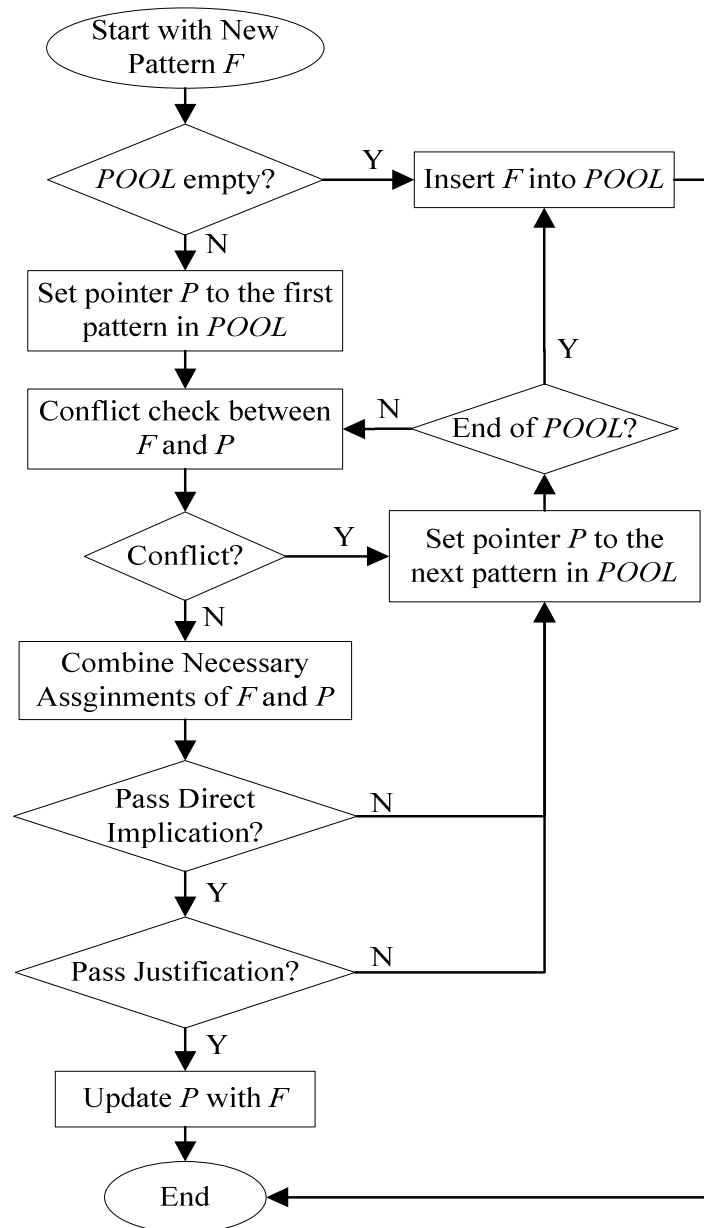 Start with New
Pattern F
POOL empty?
Y
Insert F into POOL
N
Set pointer P to the first
pattern in POOL
Y
Conflict check between
F and P
N
End of POOL?
Conflict?
Y
Set pointer P to the
next pattern in POOL
N
Combine Necessary
Assginments of F and P
Pass Direct
Implication?
N
Y
Pass Justification?
N
Y
Update P with F
End